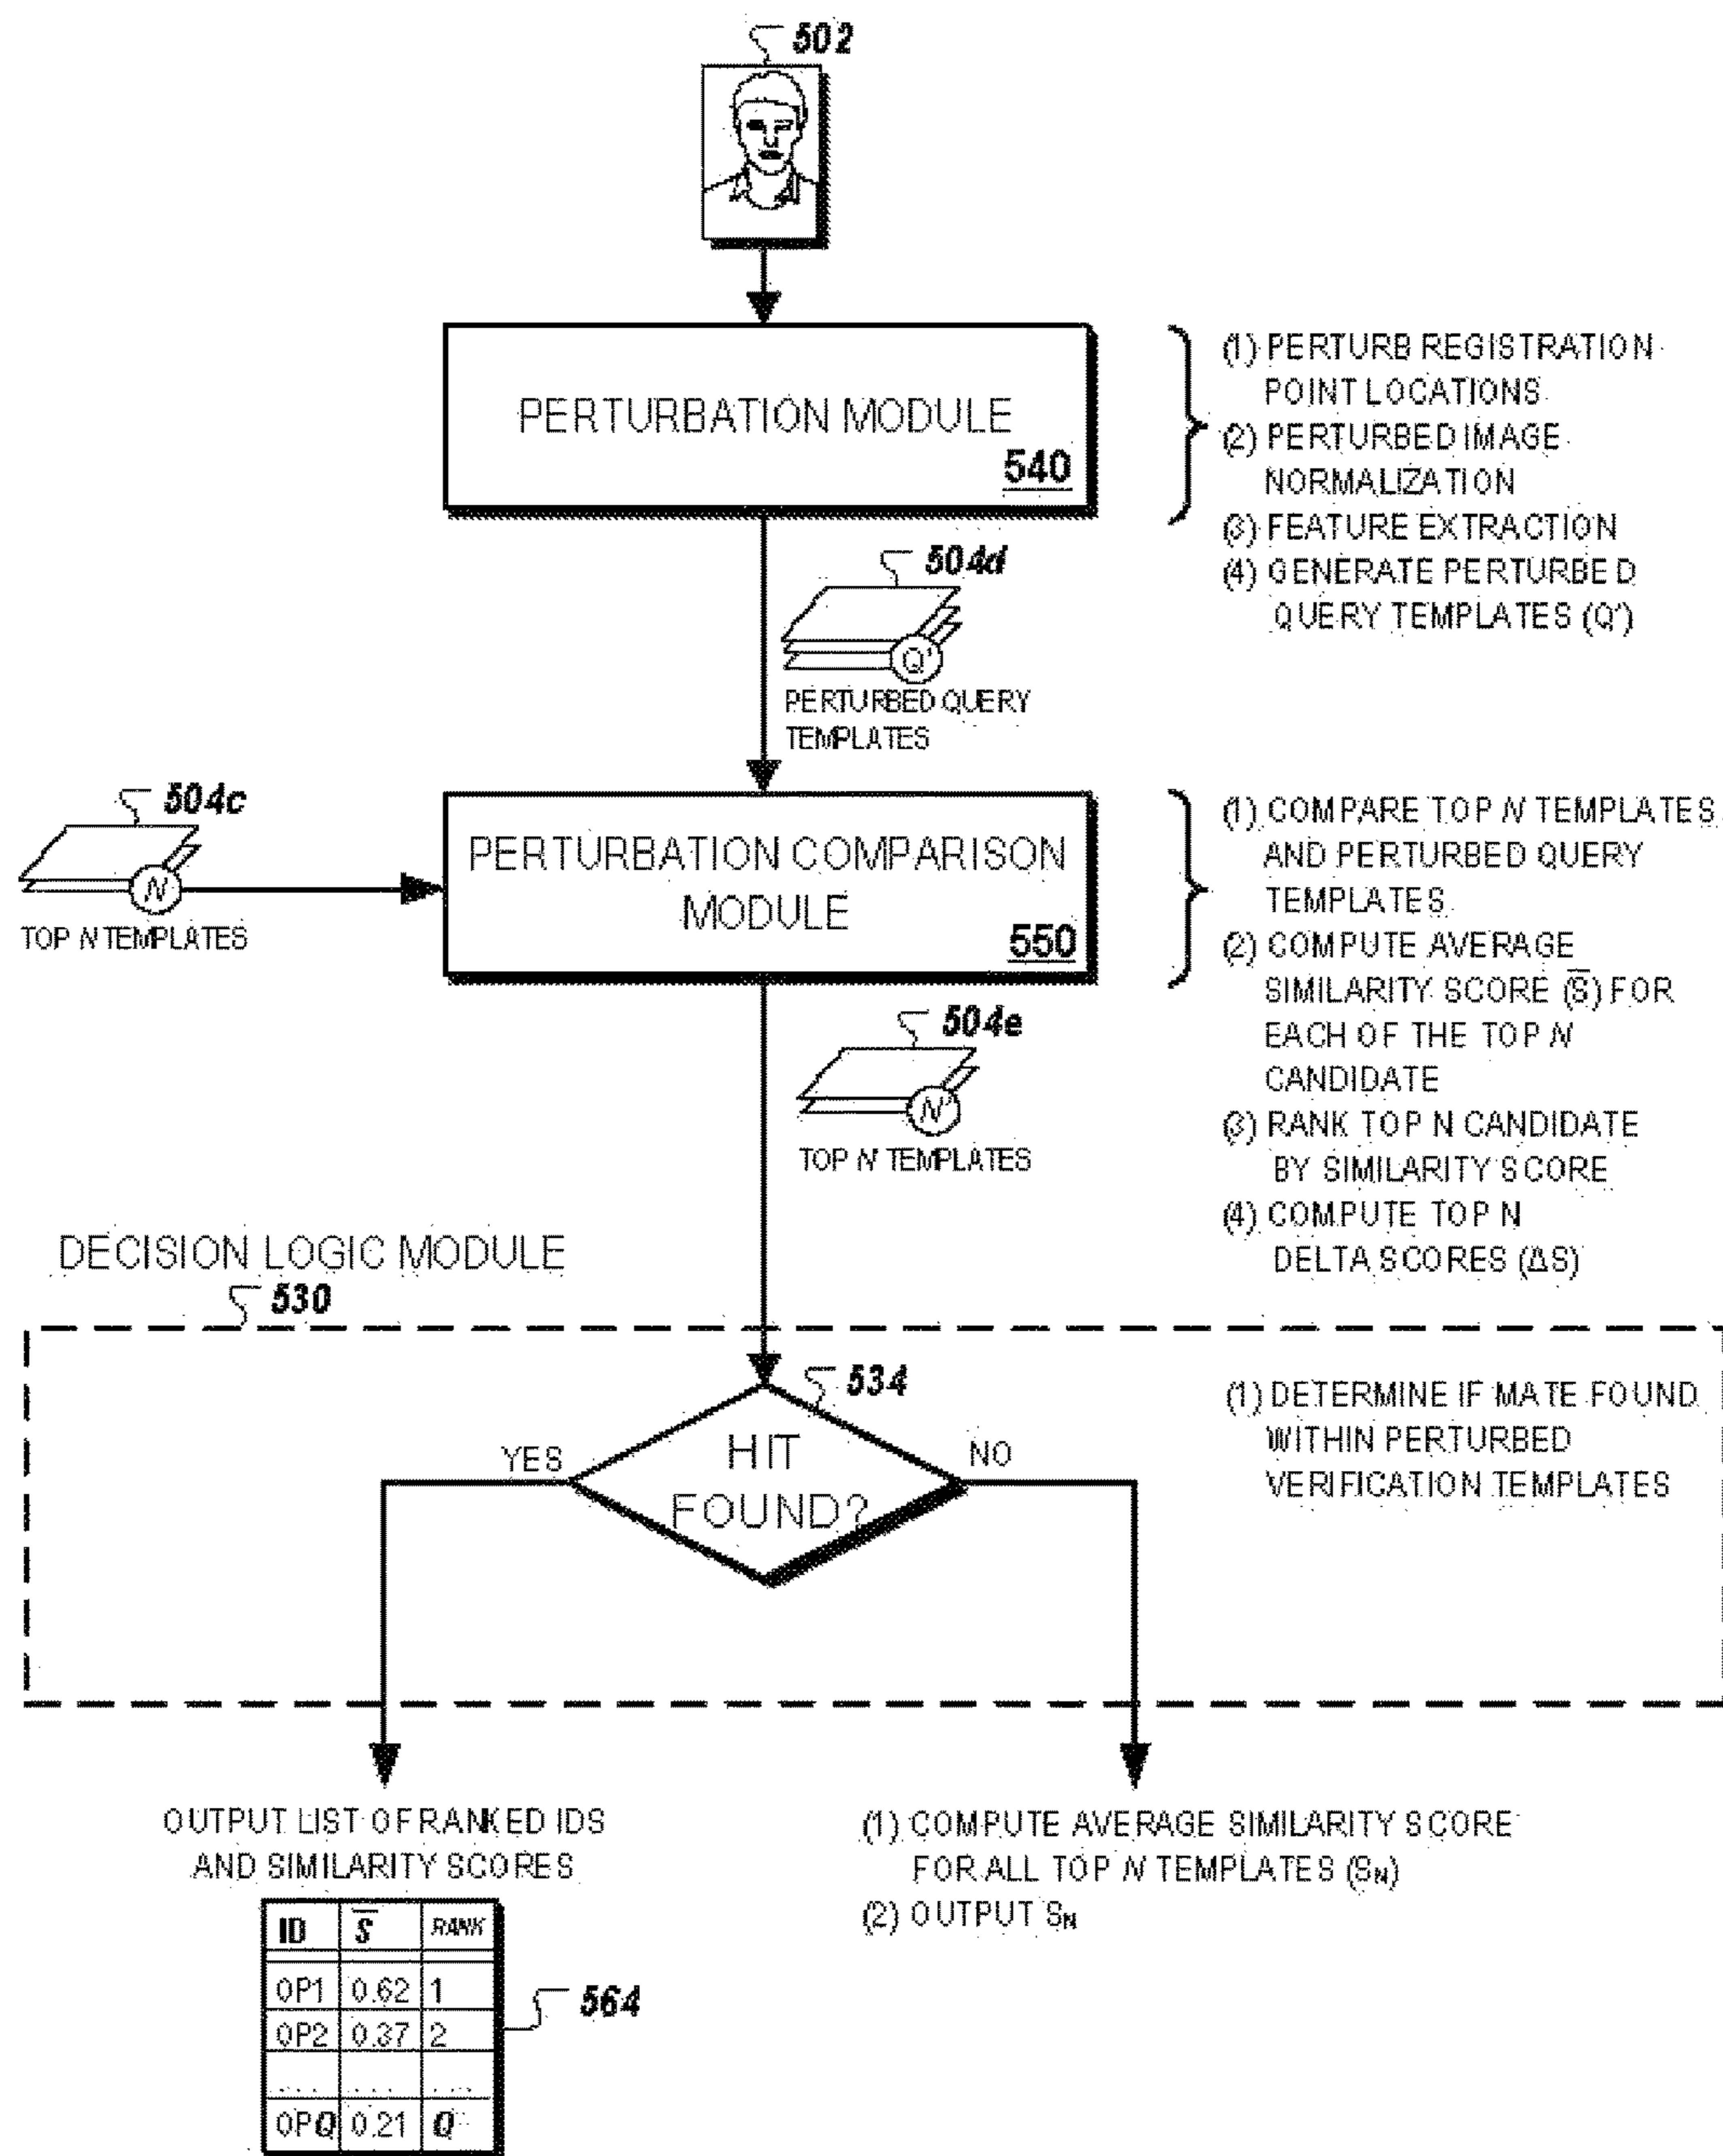 502
PERTURBATION MODULE
540
(1) PERTURB REGISTRATION
POINT LOCATIONS
(2) PERTURBED IMAGE
NORMALIZATION
(3) FEATURE EXTRACTION
(4) GENERATE PERTURBED
QUERY TEMPLATES (Q')
504d
Q'
PERTURBED QUERY
TEMPLATES
504c
N
TOP N TEMPLATES
PERTURBATION COMPARISON
MODULE
550
(1) COMPARE TOP N TEMPLATES
AND PERTURBED QUERY
TEMPLATES
(2) COMPUTE AVERAGE
SIMILARITY SCORE (S̅) FOR
EACH OF THE TOP N
CANDIDATE
(3) RANK TOP N CANDIDATE
BY SIMILARITY SCORE
(4) COMPUTE TOP N
DELTA SCORES (ΔS)
504e
N'
TOP N' TEMPLATES
DECISION LOGIC MODULE
530
534
HIT
FOUND?
YES
NO
(1) DETERMINE IF MATE FOUND
WITHIN PERTURBED
VERIFICATION TEMPLATES
OUTPUT LIST OF RANKED IDS
AND SIMILARITY SCORES
(1) COMPUTE AVERAGE SIMILARITY SCORE
FOR ALL TOP N TEMPLATES (SN)
(2) OUTPUT SN
ID S̅ RANK
OP1 0.62 1
OP2 0.37 2
... ... ...
OPQ 0.21 Q
564